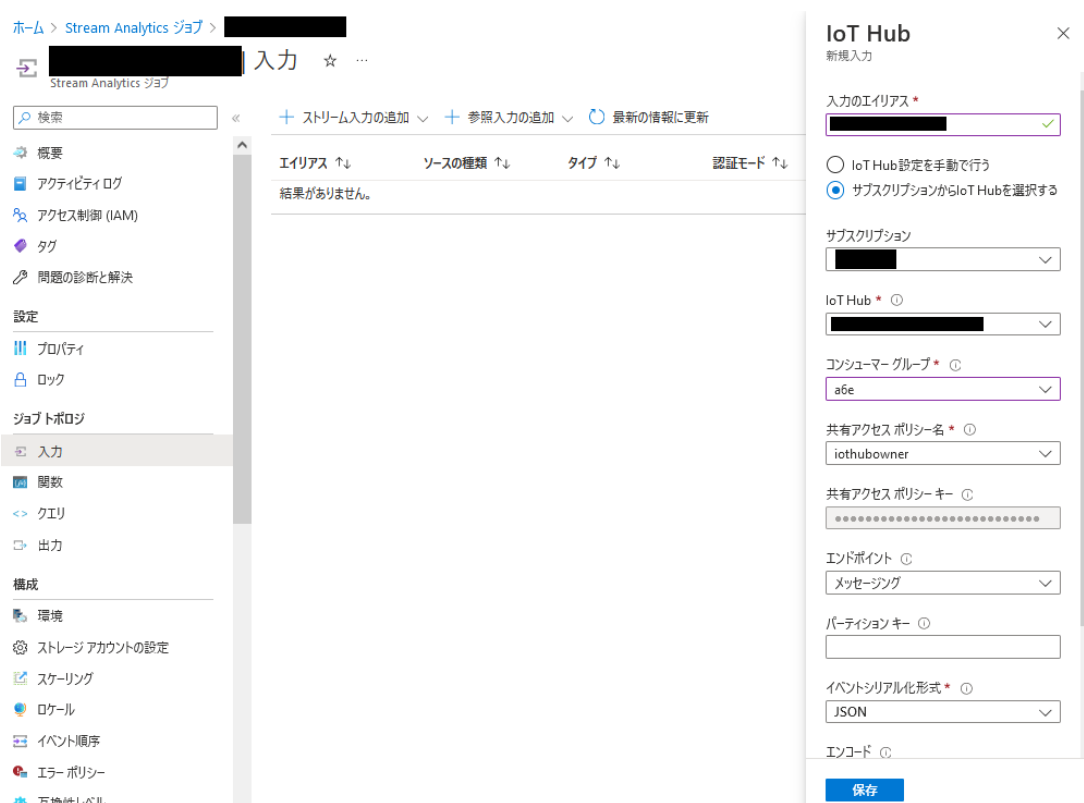 ホーム > Stream Analytics ジョブ >
| 入力 ☆ …
Stream Analytics ジョブ
検索
概要
アクティビティ ログ
アクセス制御 (IAM)
タグ
問題の診断と解決
設定
プロパティ
ロック
ジョブ トポロジ
入力
関数
クエリ
出力
構成
環境
ストレージ アカウントの設定
スケーリング
ロケール
イベント順序
エラー ポリシー
互換性レベル
ストリーム入力の追加
参照入力の追加
最新の情報に更新
エイリアス ↑↓ ソースの種類 ↑↓ タイプ ↑↓ 認証モード ↑↓
結果がありません。
IoT Hub
新規入力
入力のエイリアス *
IoT Hub設定を手動で行う
サブスクリプションからIoT Hubを選択する
サブスクリプション
IoT Hub *
コンシューマー グループ *
a6e
共有アクセス ポリシー名 *
iothubowner
共有アクセス ポリシー キー
エンドポイント
メッセージング
パーティション キー
イベントシリアル化形式 *
JSON
エンコード
保存